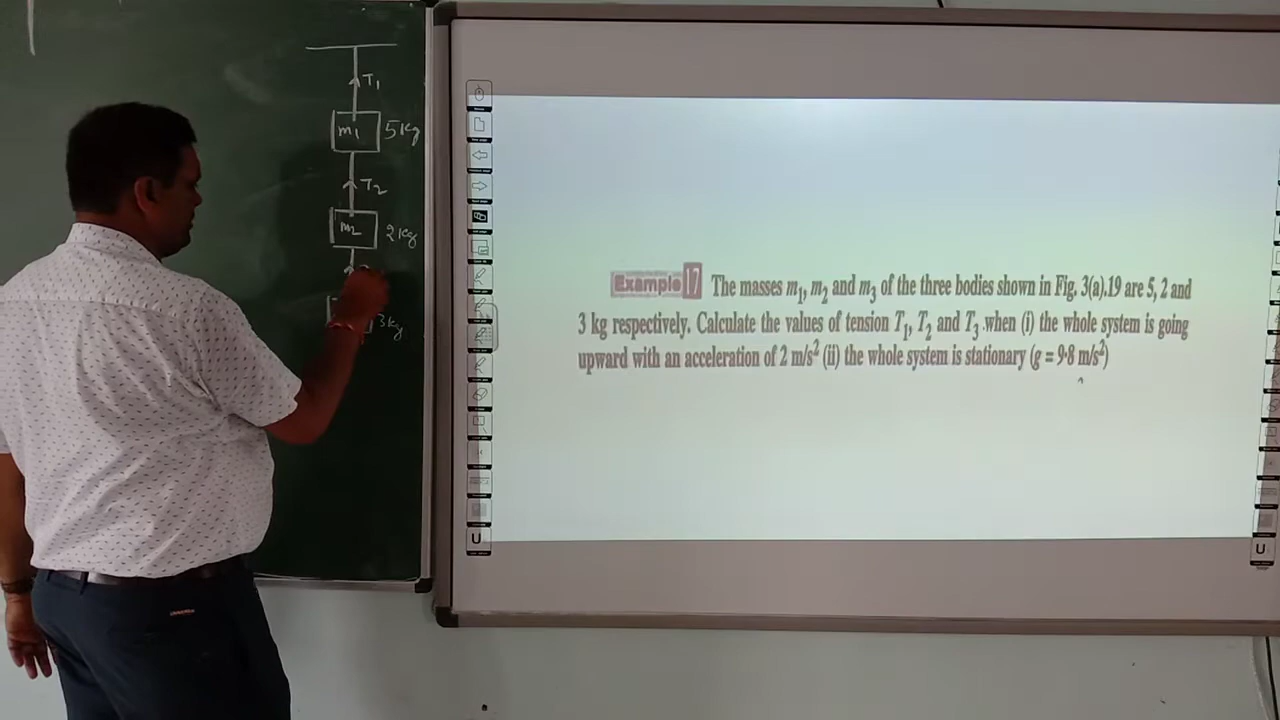 T1
m1 5kg
T2
m2 2kg
3kg
Example 17 The masses m₁, m₂ and m₃ of the three bodies shown in Fig. 3(a).19 are 5, 2 and
3 kg respectively. Calculate the values of tension T₁, T₂ and T₃ when (i) the whole system is going
upward with an acceleration of 2 m/s² (ii) the whole system is stationary (g = 9·8 m/s²)